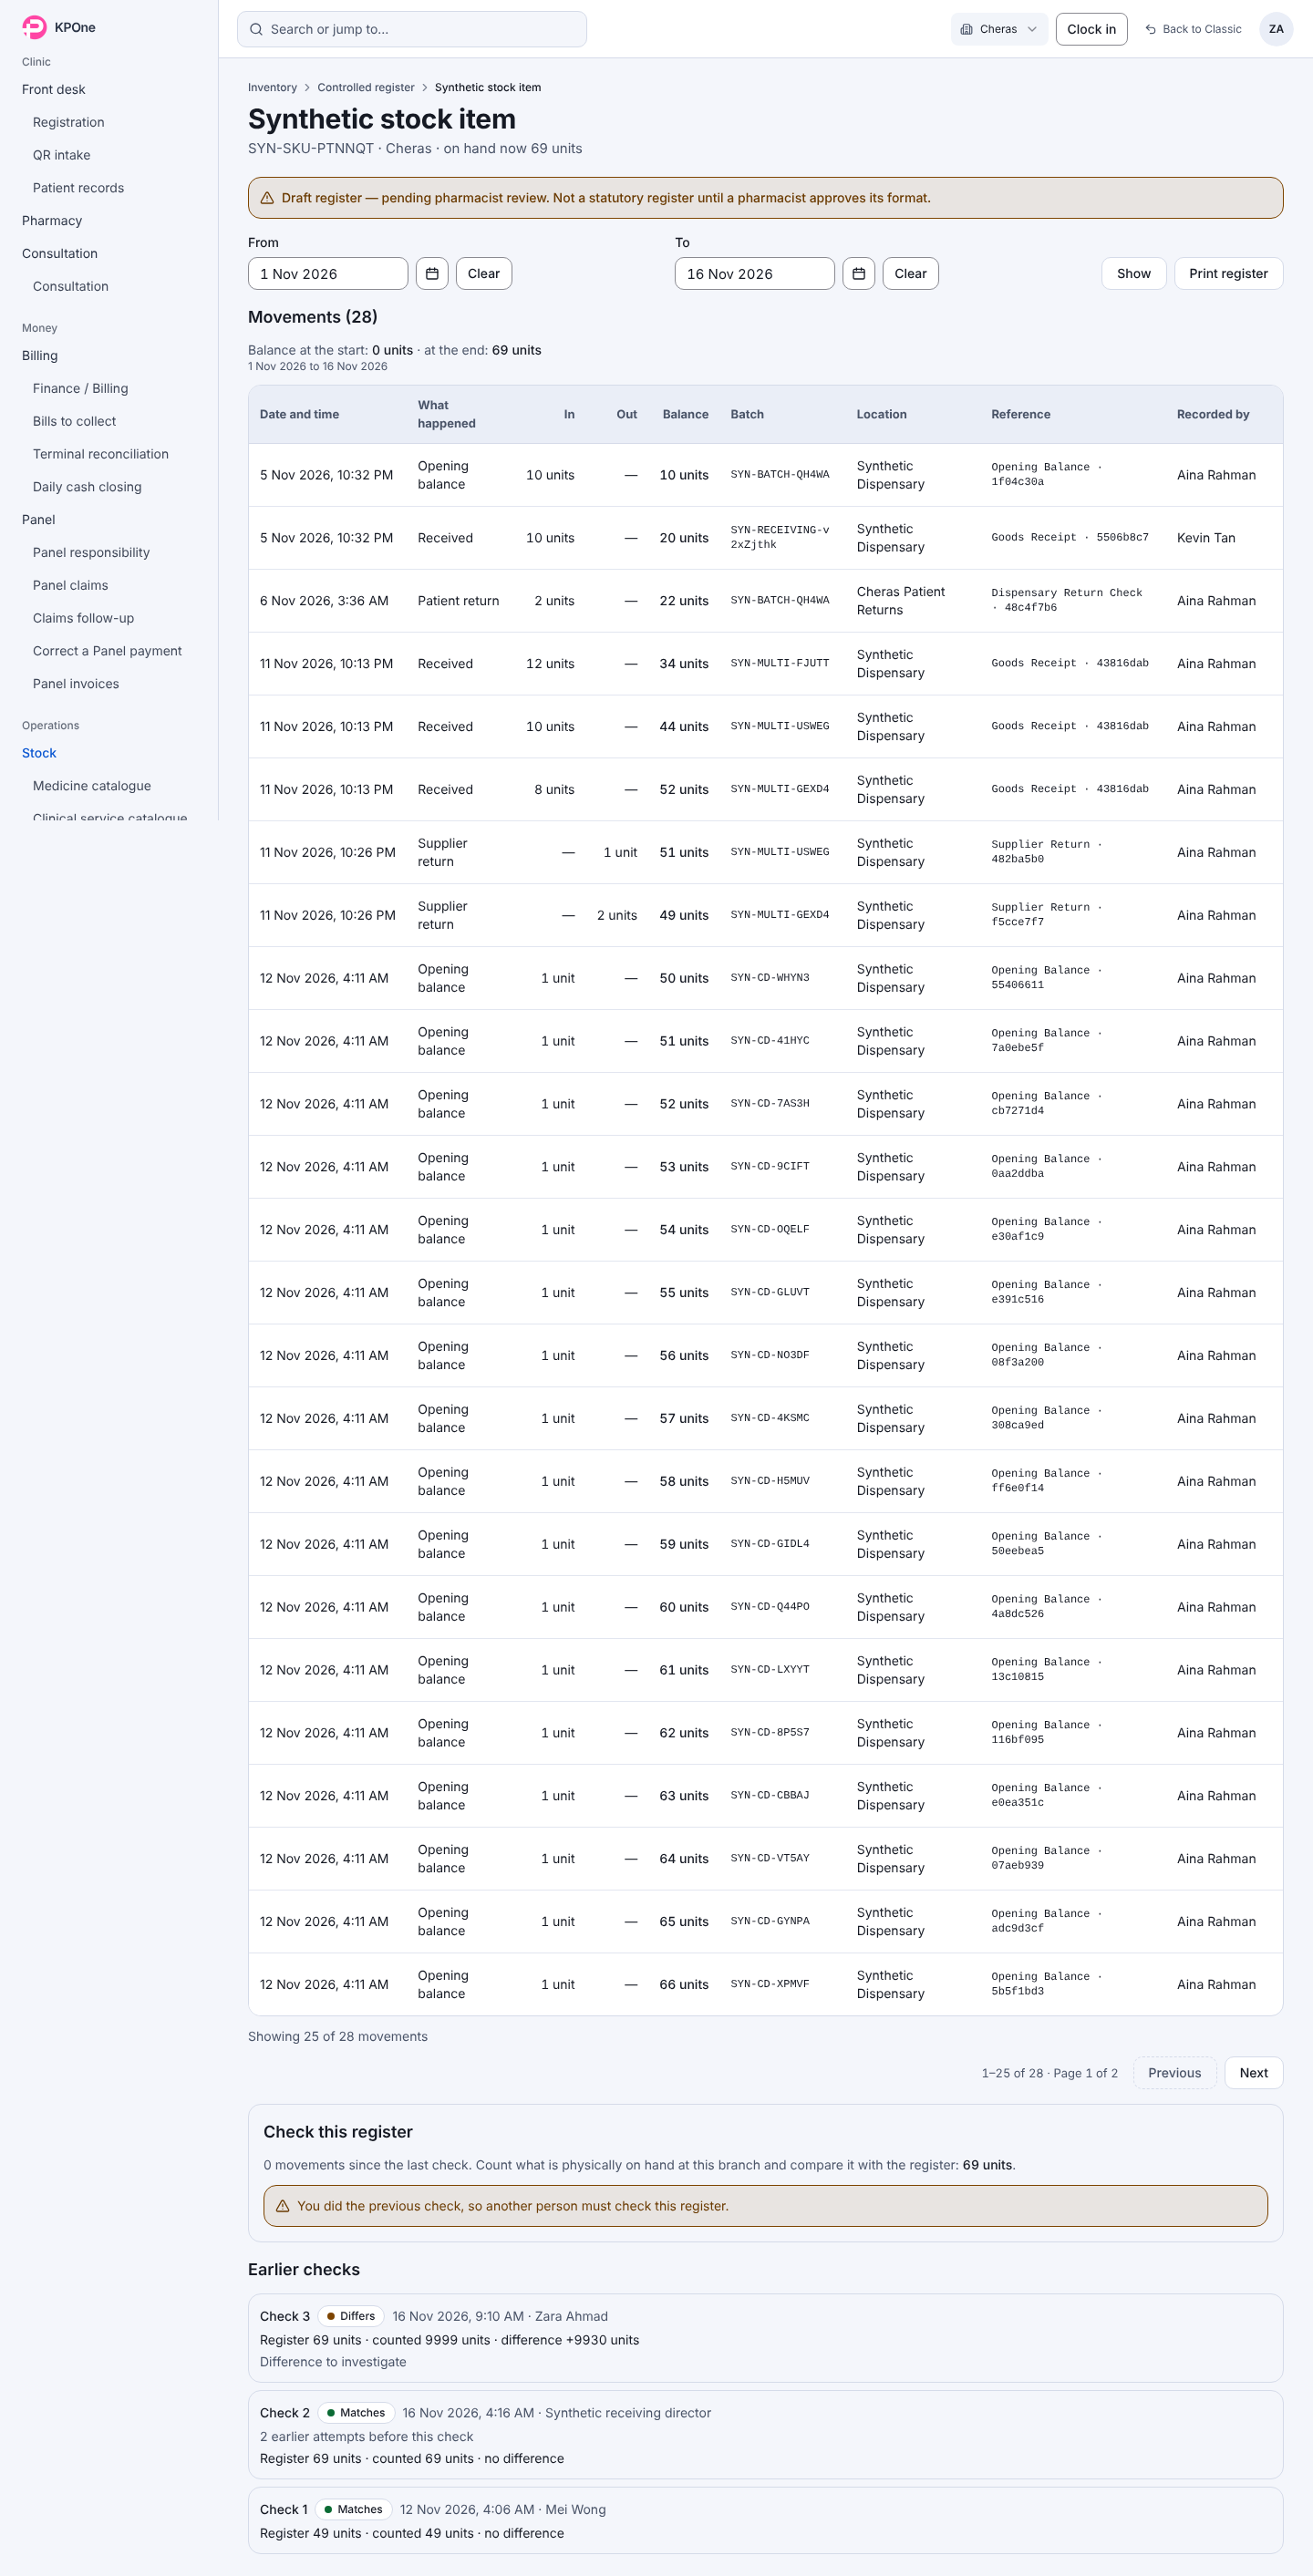 KPOne
Clinic
Front desk
Registration
QR intake
Patient records
Pharmacy
Consultation
Consultation
Money
Billing
Finance / Billing
Bills to collect
Terminal reconciliation
Daily cash closing
Panel
Panel responsibility
Panel claims
Claims follow-up
Correct a Panel payment
Panel invoices
Operations
Stock
Medicine catalogue
Clinical service catalogue
Search or jump to...
Cheras
Clock in
Back to Classic
ZA
Inventory > Controlled register > Synthetic stock item
Synthetic stock item
SYN-SKU-PTNNQT · Cheras · on hand now 69 units
Draft register — pending pharmacist review. Not a statutory register until a pharmacist approves its format.
From
1 Nov 2026
Clear
To
16 Nov 2026
Clear
Show
Print register
Movements (28)
Balance at the start: 0 units · at the end: 69 units
1 Nov 2026 to 16 Nov 2026
Date and time What happened In Out Balance Batch Location Reference Recorded by
5 Nov 2026, 10:32 PM Opening balance 10 units — 10 units SYN-BATCH-QH4WA Synthetic Dispensary Opening Balance · 1f04c30a Aina Rahman
5 Nov 2026, 10:32 PM Received 10 units — 20 units SYN-RECEIVING-v2xZjthk Synthetic Dispensary Goods Receipt · 5506b8c7 Kevin Tan
6 Nov 2026, 3:36 AM Patient return 2 units — 22 units SYN-BATCH-QH4WA Cheras Patient Returns Dispensary Return Check · 48c4f7b6 Aina Rahman
11 Nov 2026, 10:13 PM Received 12 units — 34 units SYN-MULTI-FJUTT Synthetic Dispensary Goods Receipt · 43816dab Aina Rahman
11 Nov 2026, 10:13 PM Received 10 units — 44 units SYN-MULTI-USWEG Synthetic Dispensary Goods Receipt · 43816dab Aina Rahman
11 Nov 2026, 10:13 PM Received 8 units — 52 units SYN-MULTI-GEXD4 Synthetic Dispensary Goods Receipt · 43816dab Aina Rahman
11 Nov 2026, 10:26 PM Supplier return — 1 unit 51 units SYN-MULTI-USWEG Synthetic Dispensary Supplier Return · 482ba5b0 Aina Rahman
11 Nov 2026, 10:26 PM Supplier return — 2 units 49 units SYN-MULTI-GEXD4 Synthetic Dispensary Supplier Return · f5cce7f7 Aina Rahman
12 Nov 2026, 4:11 AM Opening balance 1 unit — 50 units SYN-CD-WHYN3 Synthetic Dispensary Opening Balance · 55406611 Aina Rahman
12 Nov 2026, 4:11 AM Opening balance 1 unit — 51 units SYN-CD-41HYC Synthetic Dispensary Opening Balance · 7a0ebe5f Aina Rahman
12 Nov 2026, 4:11 AM Opening balance 1 unit — 52 units SYN-CD-7AS3H Synthetic Dispensary Opening Balance · cb7271d4 Aina Rahman
12 Nov 2026, 4:11 AM Opening balance 1 unit — 53 units SYN-CD-9CIFT Synthetic Dispensary Opening Balance · 0aa2ddba Aina Rahman
12 Nov 2026, 4:11 AM Opening balance 1 unit — 54 units SYN-CD-OQELF Synthetic Dispensary Opening Balance · e30af1c9 Aina Rahman
12 Nov 2026, 4:11 AM Opening balance 1 unit — 55 units SYN-CD-GLUVT Synthetic Dispensary Opening Balance · e391c516 Aina Rahman
12 Nov 2026, 4:11 AM Opening balance 1 unit — 56 units SYN-CD-NO3DF Synthetic Dispensary Opening Balance · 08f3a200 Aina Rahman
12 Nov 2026, 4:11 AM Opening balance 1 unit — 57 units SYN-CD-4KSMC Synthetic Dispensary Opening Balance · 308ca9ed Aina Rahman
12 Nov 2026, 4:11 AM Opening balance 1 unit — 58 units SYN-CD-H5MUV Synthetic Dispensary Opening Balance · ff6e0f14 Aina Rahman
12 Nov 2026, 4:11 AM Opening balance 1 unit — 59 units SYN-CD-GIDL4 Synthetic Dispensary Opening Balance · 50eebea5 Aina Rahman
12 Nov 2026, 4:11 AM Opening balance 1 unit — 60 units SYN-CD-Q44PO Synthetic Dispensary Opening Balance · 4a8dc526 Aina Rahman
12 Nov 2026, 4:11 AM Opening balance 1 unit — 61 units SYN-CD-LXYYT Synthetic Dispensary Opening Balance · 13c10815 Aina Rahman
12 Nov 2026, 4:11 AM Opening balance 1 unit — 62 units SYN-CD-8P5S7 Synthetic Dispensary Opening Balance · 116bf095 Aina Rahman
12 Nov 2026, 4:11 AM Opening balance 1 unit — 63 units SYN-CD-CBBAJ Synthetic Dispensary Opening Balance · e0ea351c Aina Rahman
12 Nov 2026, 4:11 AM Opening balance 1 unit — 64 units SYN-CD-VT5AY Synthetic Dispensary Opening Balance · 07aeb939 Aina Rahman
12 Nov 2026, 4:11 AM Opening balance 1 unit — 65 units SYN-CD-GYNPA Synthetic Dispensary Opening Balance · adc9d3cf Aina Rahman
12 Nov 2026, 4:11 AM Opening balance 1 unit — 66 units SYN-CD-XPMVF Synthetic Dispensary Opening Balance · 5b5f1bd3 Aina Rahman
Showing 25 of 28 movements
1–25 of 28 · Page 1 of 2
Previous
Next
Check this register
0 movements since the last check. Count what is physically on hand at this branch and compare it with the register: 69 units.
You did the previous check, so another person must check this register.
Earlier checks
Check 3 Differs 16 Nov 2026, 9:10 AM · Zara Ahmad
Register 69 units · counted 9999 units · difference +9930 units
Difference to investigate
Check 2 Matches 16 Nov 2026, 4:16 AM · Synthetic receiving director
2 earlier attempts before this check
Register 69 units · counted 69 units · no difference
Check 1 Matches 12 Nov 2026, 4:06 AM · Mei Wong
Register 49 units · counted 49 units · no difference